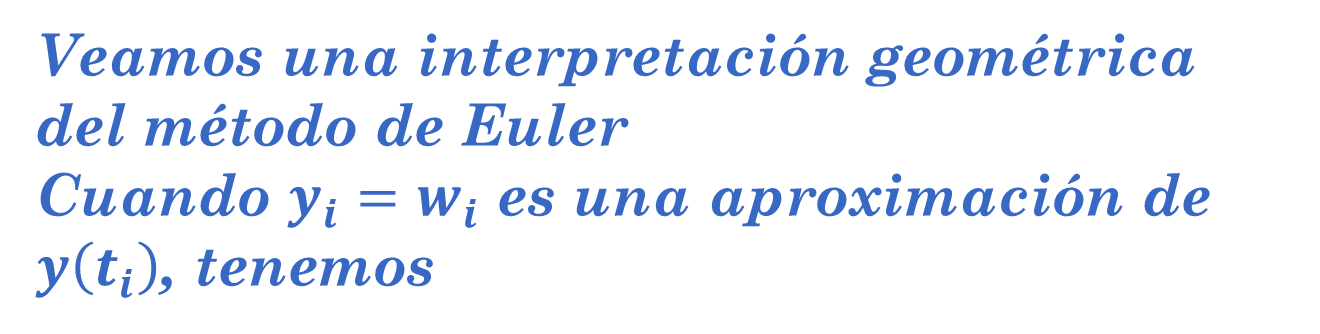 Veamos una interpretación geométrica
del método de Euler
Cuando yᵢ = wᵢ es una aproximación de
y(tᵢ), tenemos